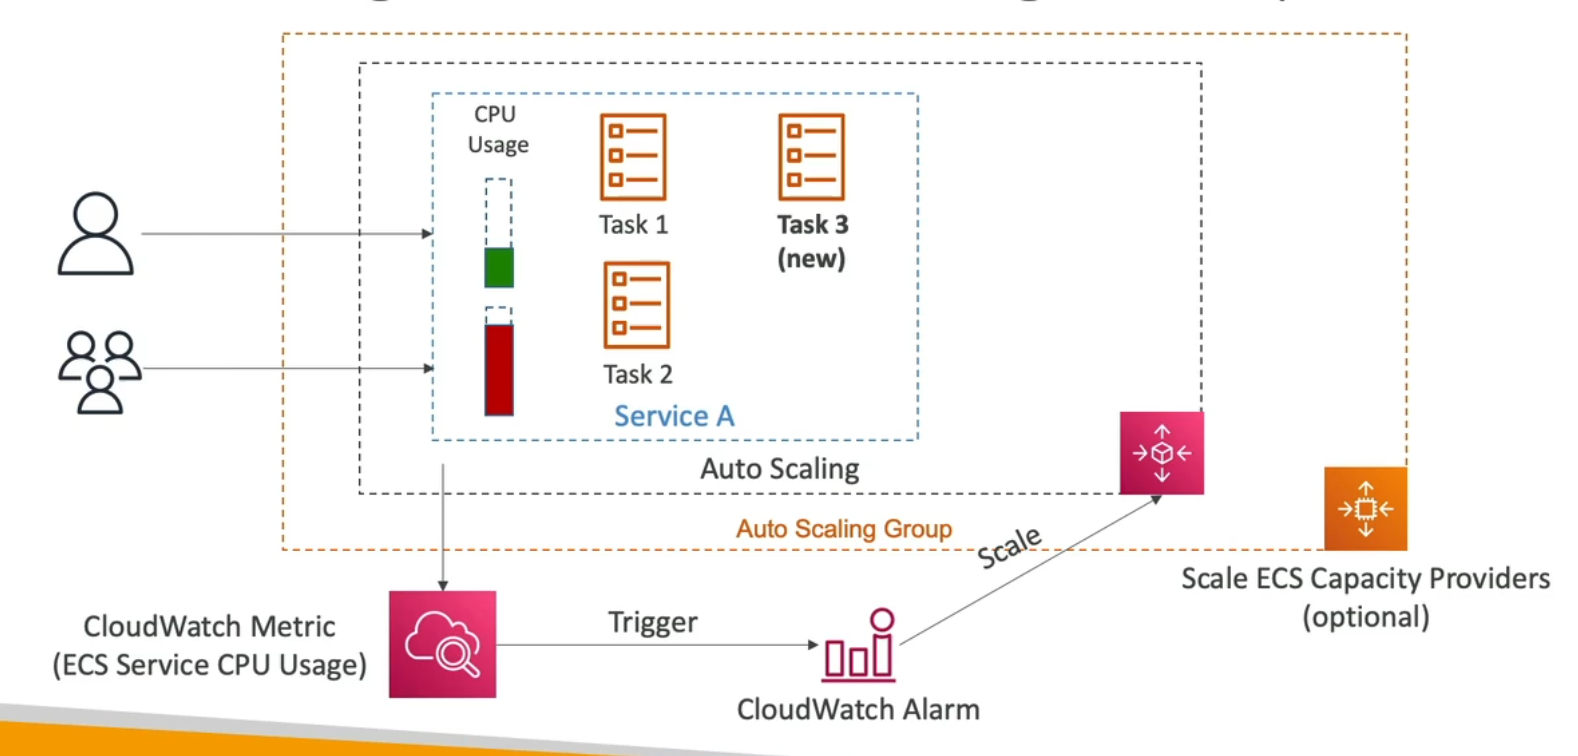 CPU
Usage
Task 1
Task 3
(new)
Task 2
Service A
Auto Scaling
Auto Scaling Group
Scale
Scale ECS Capacity Providers
(optional)
CloudWatch Metric
(ECS Service CPU Usage)
Trigger
CloudWatch Alarm